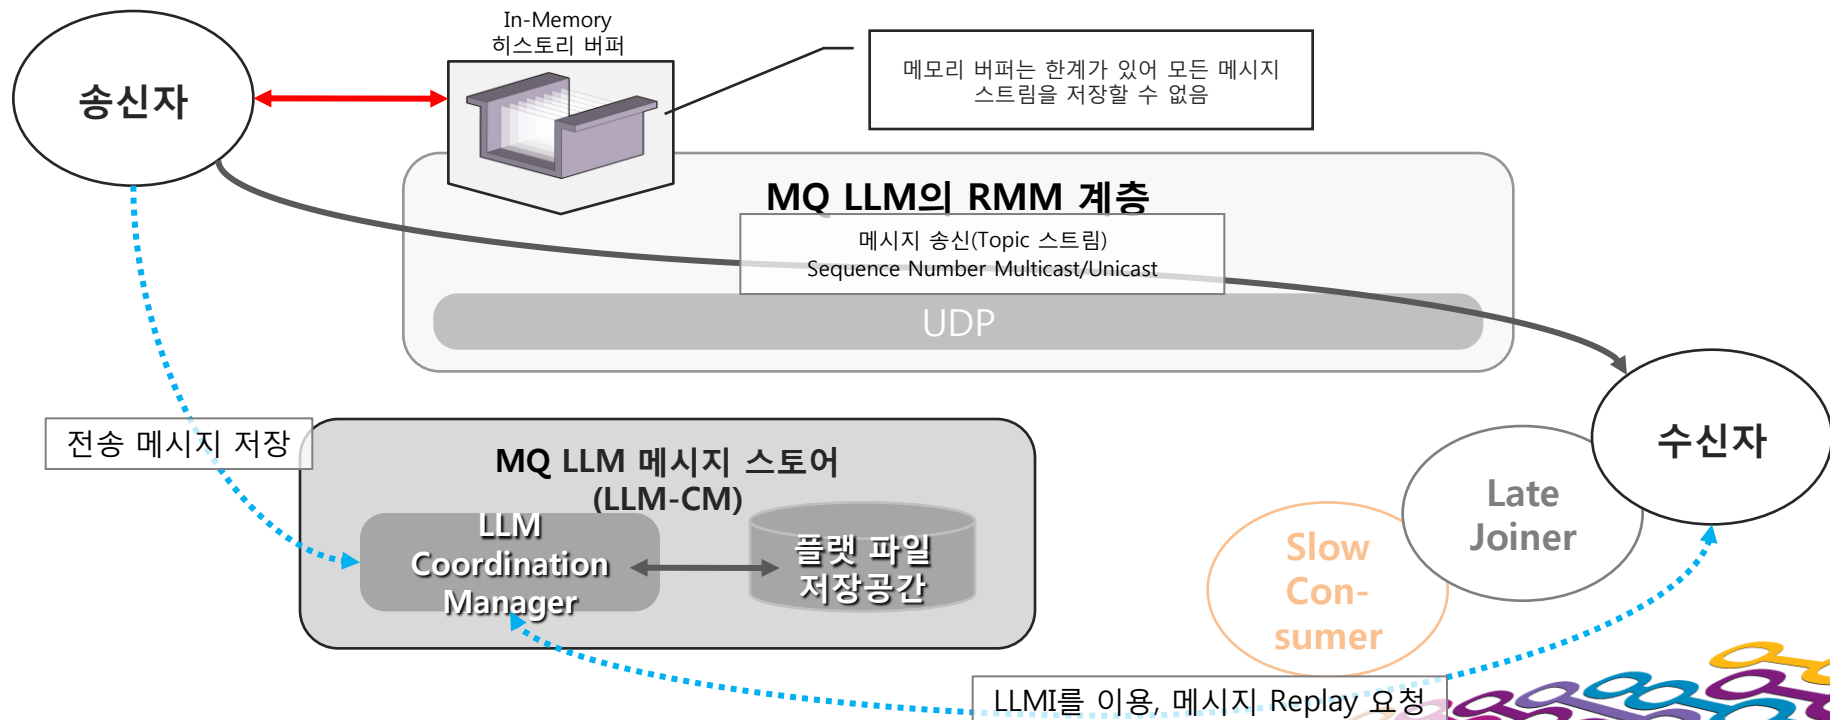 In-Memory
히스토리 버퍼
송신자
메모리 버퍼는 한계가 있어 모든 메시지
스트림을 저장할 수 없음
MQ LLM의 RMM 계층
메시지 송신(Topic 스트림)
Sequence Number Multicast/Unicast
UDP
전송 메시지 저장
MQ LLM 메시지 스토어
(LLM-CM)
LLM
Coordination
Manager
플랫 파일
저장공간
수신자
Late
Joiner
Slow
Con-
sumer
LLMI를 이용, 메시지 Replay 요청